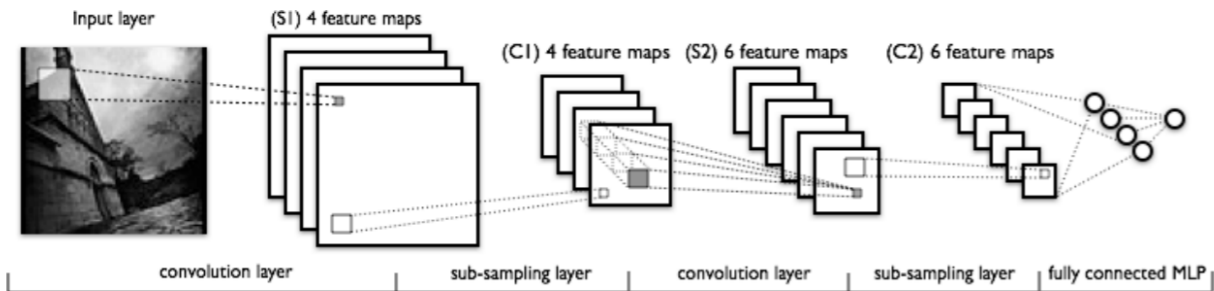 Input layer
(S1) 4 feature maps
(C1) 4 feature maps
(S2) 6 feature maps
(C2) 6 feature maps
convolution layer
sub-sampling layer
convolution layer
sub-sampling layer
fully connected MLP